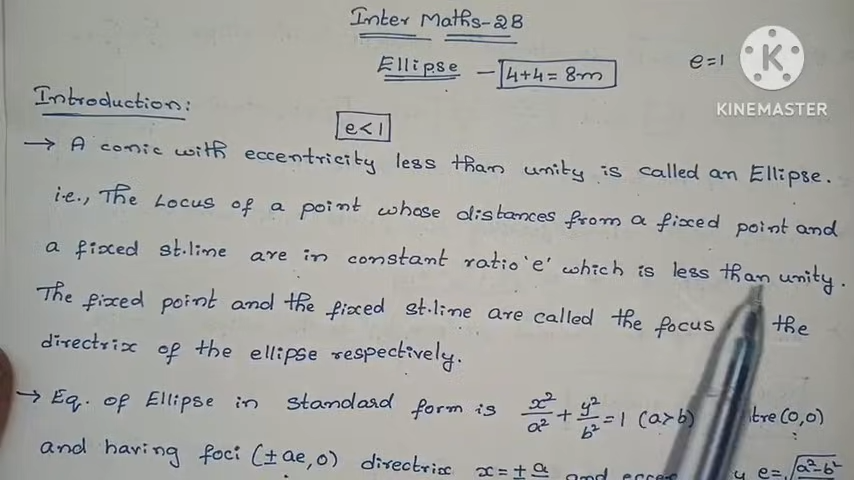 Inter Maths-2B
Ellipse - 4+4=8m
e=1
K
KINEMASTER
Introduction:
e<1
→ A conic with eccentricity less than unity is called an Ellipse.
i.e., The Locus of a point whose distances from a fixed point and
a fixed st.line are in constant ratio 'e' which is less than unity.
The fixed point and the fixed st.line are called the focus the
directrix of the ellipse respectively.
→ Eq. of Ellipse in standard form is x²/a² + y²/b² = 1 (a>b) (0,0)
and having foci (±ae, 0) directrix x=± a and e=√a²-b²